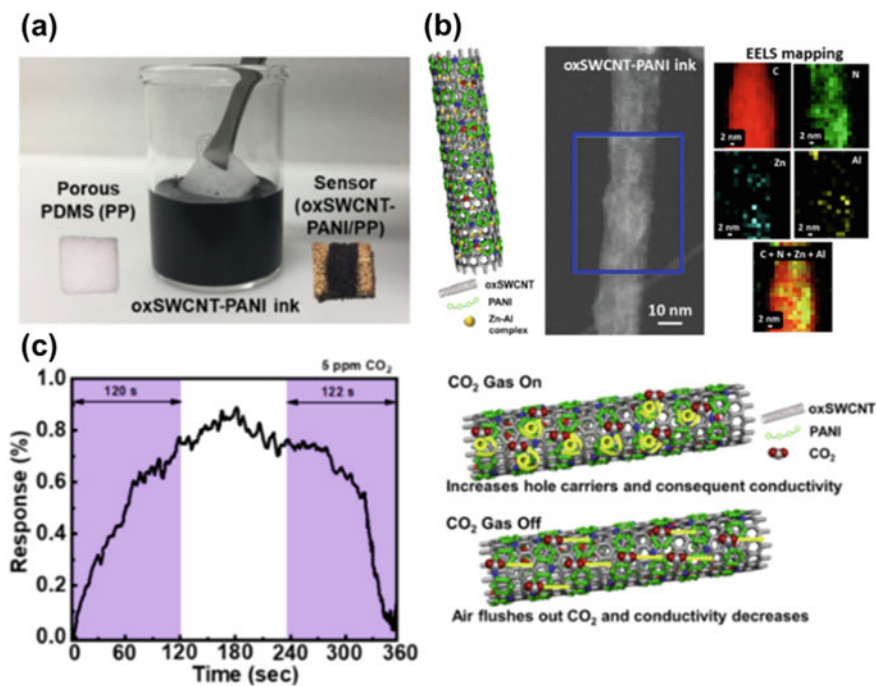 (a)
Porous
PDMS (PP)
Sensor
(oxSWCNT-
PANI/PP)
oxSWCNT-PANI ink
(b)
oxSWCNT-PANI ink
10 nm
oxSWCNT
PANI
Zn-Al
complex
EELS mapping
C
2 nm
N
2 nm
Zn
2 nm
Al
2 nm
C + N + Zn + Al
2 nm
(c)
5 ppm CO₂
120 s
122 s
Response (%)
1.0
0.8
0.6
0.4
0.2
0.0
0 60 120 180 240 300 360
Time (sec)
CO₂ Gas On
oxSWCNT
PANI
CO₂
Increases hole carriers and consequent conductivity
CO₂ Gas Off
Air flushes out CO₂ and conductivity decreases